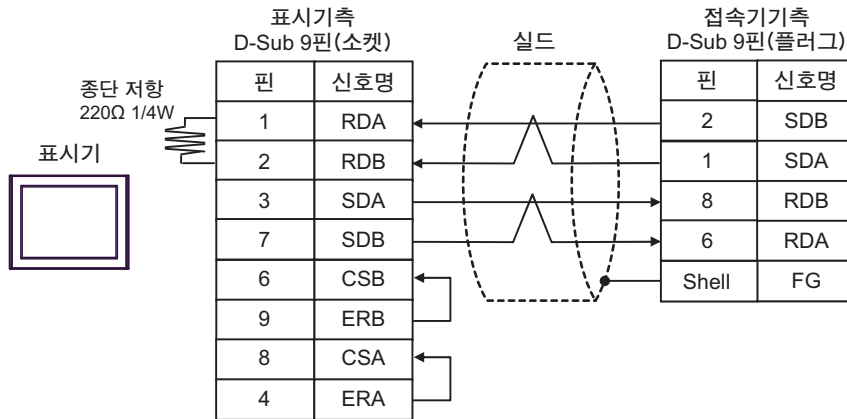 표시기측
D-Sub 9핀(소켓)
실드
접속기기측
D-Sub 9핀(플러그)
종단 저항
220Ω 1/4W
표시기
핀 신호명
1 RDA
2 RDB
3 SDA
7 SDB
6 CSB
9 ERB
8 CSA
4 ERA
핀 신호명
2 SDB
1 SDA
8 RDB
6 RDA
Shell FG